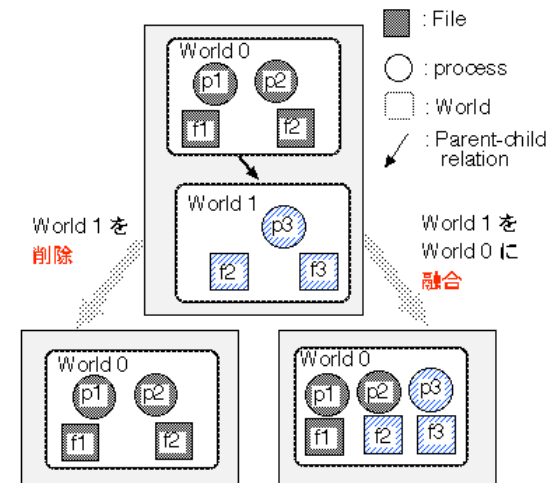 : File
: process
: World
: Parent-child
relation
World 0
p1
p2
f1
f2
World 1
p3
f2
f3
World 1 を
削除
World 1 を
World 0 に
融合
World 0
p1
p2
f1
f2
World 0
p1
p2
p3
f1
f2
f3